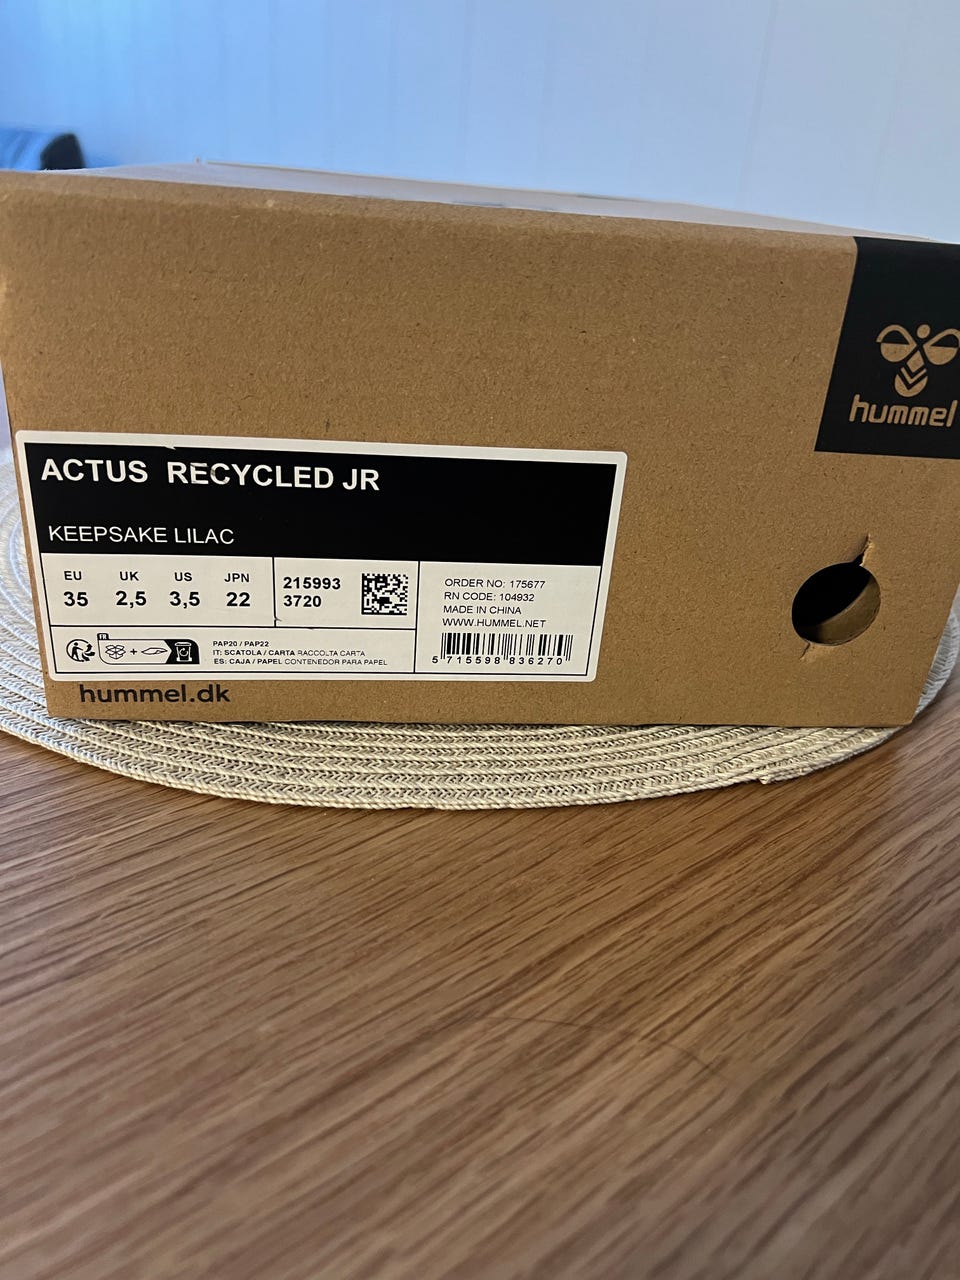 hummel
ACTUS RECYCLED JR
KEEPSAKE LILAC
EU UK US JPN
35 2,5 3,5 22
215993
3720
ORDER NO: 175677
RN CODE: 104932
MADE IN CHINA
WWW.HUMMEL.NET
5 715598 836270
FR
PAP20 / PAP22
IT: SCATOLA / CARTA RACCOLTA CARTA
ES: CAJA / PAPEL CONTENEDOR PARA PAPEL
hummel.dk